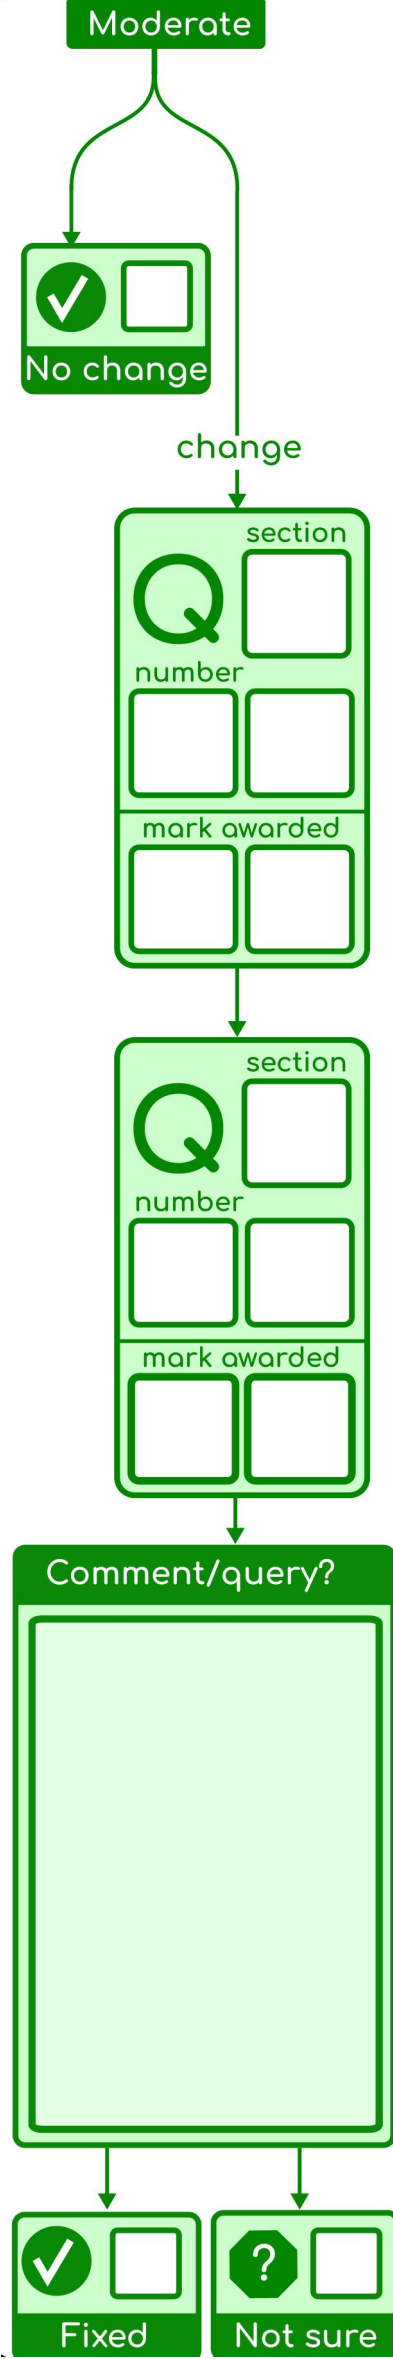 Moderate
No change
change
section
Q
number
mark awarded
section
Q
number
mark awarded
Comment/query?
?
Fixed
Not sure